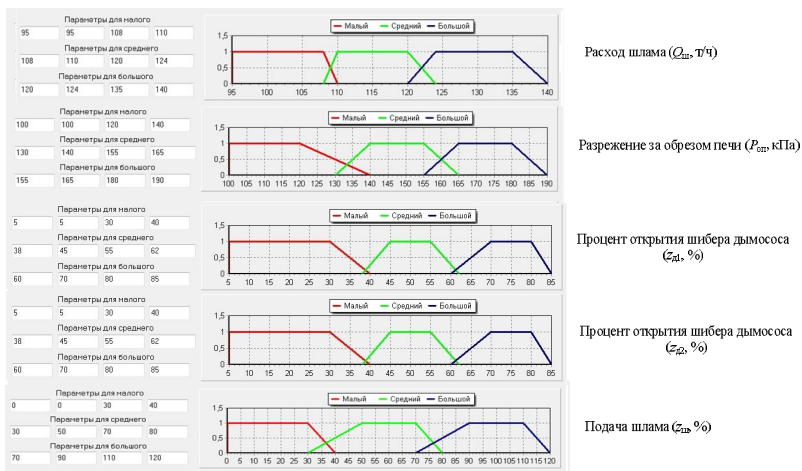 Параметры для малого
95 95 108 110
Параметры для среднего
108 110 120 124
Параметры для большого
120 124 135 140
Малый Средний Большой
1,5
1
0,5
0
95 100 105 110 115 120 125 130 135 140
Расход шлама (Qшл, т/ч)
Параметры для малого
100 100 120 140
Параметры для среднего
130 140 155 165
Параметры для большого
155 165 180 190
Малый Средний Большой
1,5
1
0,5
0
100 105 110 115 120 125 130 135 140 145 150 155 160 165 170 175 180 185 190
Разрежение за обрезом печи (Pоп, кПа)
Параметры для малого
5 5 30 40
Параметры для среднего
38 45 55 62
Параметры для большого
60 70 80 85
Малый Средний Большой
1,5
1
0,5
0
5 10 15 20 25 30 35 40 45 50 55 60 65 70 75 80 85
Процент открытия шибера дымососа
(zд1, %)
Параметры для малого
5 5 30 40
Параметры для среднего
38 45 55 62
Параметры для большого
60 70 80 85
Малый Средний Большой
1,5
1
0,5
0
5 10 15 20 25 30 35 40 45 50 55 60 65 70 75 80 85
Процент открытия шибера дымососа
(zд2, %)
Параметры для малого
0 0 30 40
Параметры для среднего
30 50 70 80
Параметры для большого
70 90 110 120
Малый Средний Большой
1,5
1
0,5
0
0 5 10 15 20 25 30 35 40 45 50 55 60 65 70 75 80 85 90 95 100 105 110 115 120
Подача шлама (zш, %)